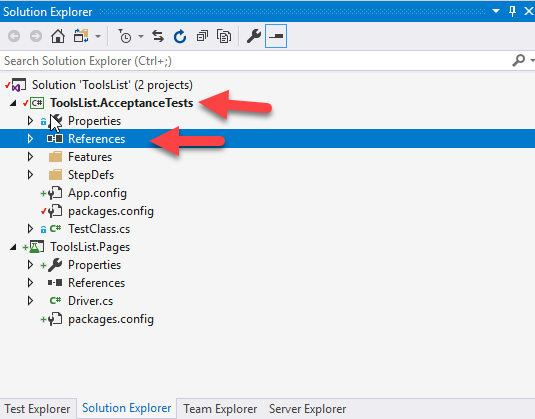 Solution Explorer
Search Solution Explorer (Ctrl+;)
Solution 'ToolsList' (2 projects)
C# ToolsList.AcceptanceTests
Properties
References
Features
StepDefs
App.config
packages.config
C# TestClass.cs
ToolsList.Pages
Properties
References
C# Driver.cs
packages.config
Test Explorer Solution Explorer Team Explorer Server Explorer